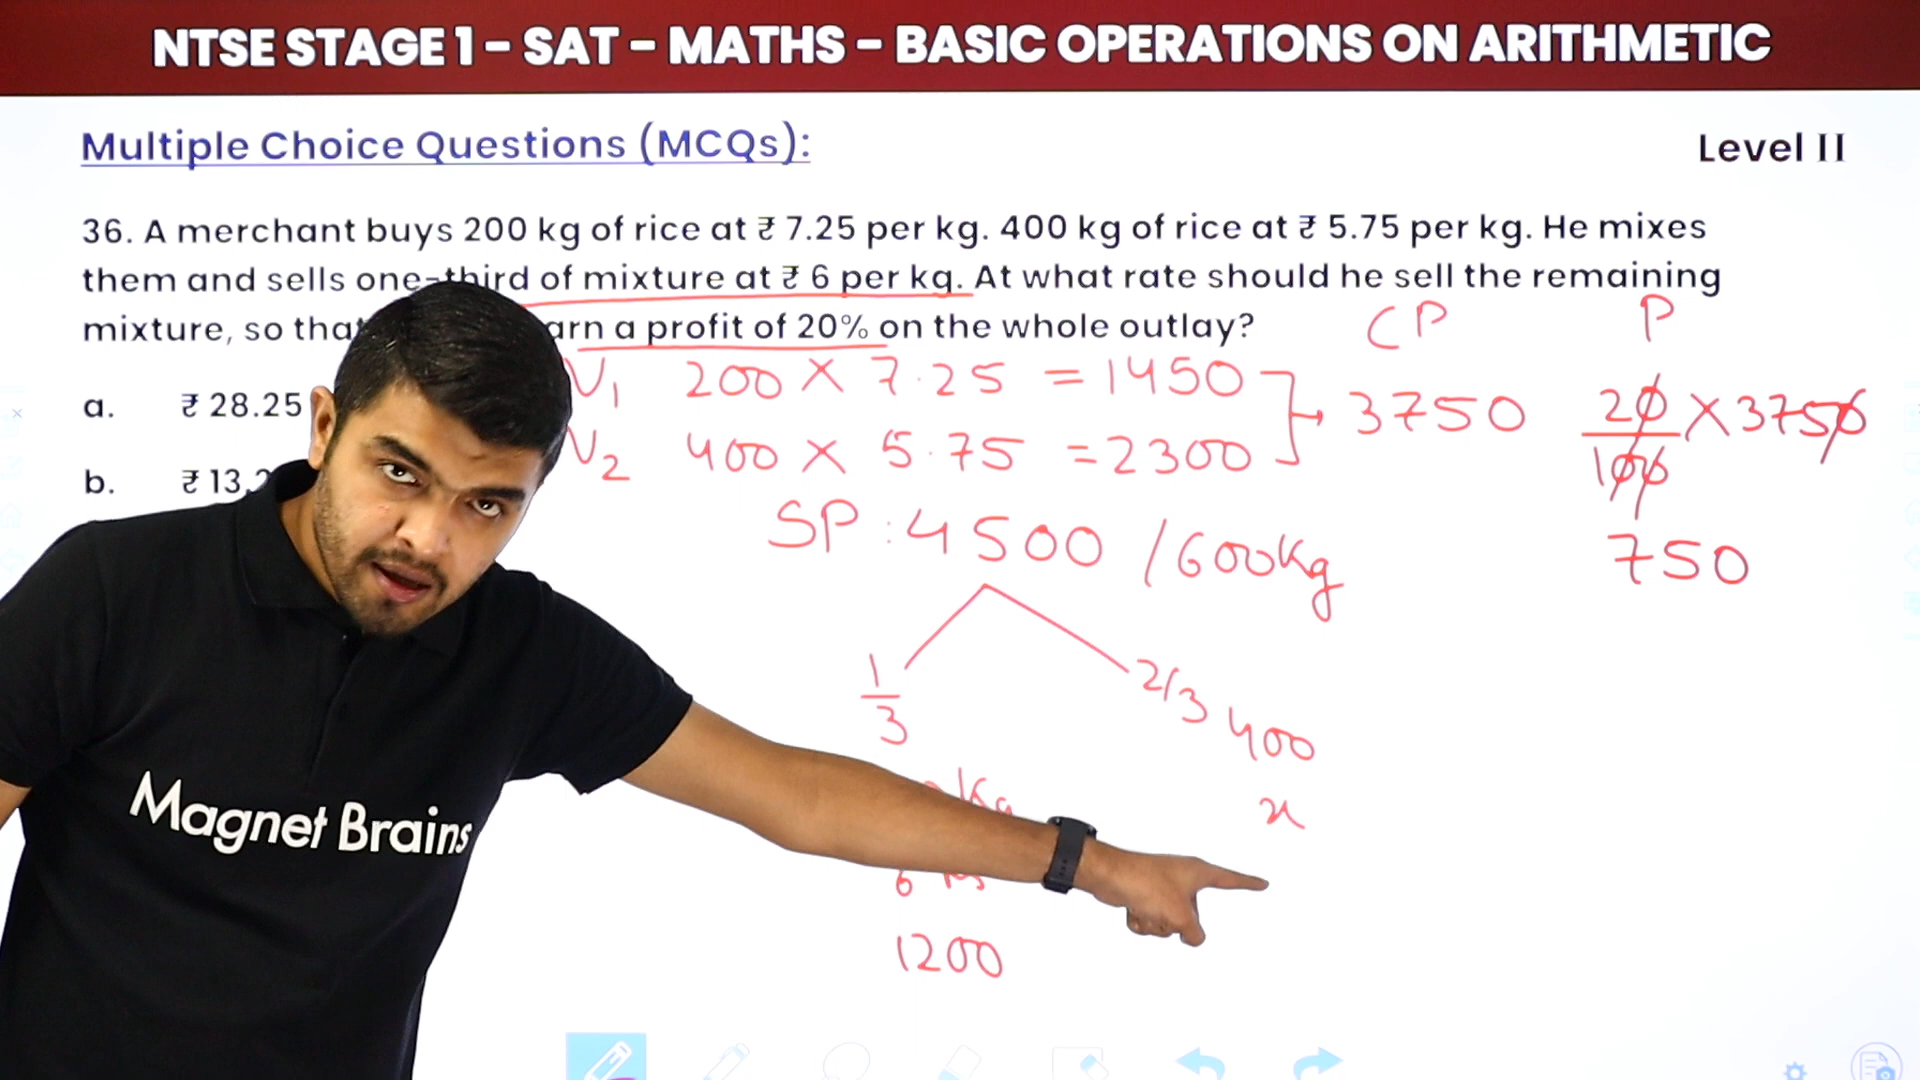 NTSE STAGE 1 – SAT – MATHS – BASIC OPERATIONS ON ARITHMETIC
Multiple Choice Questions (MCQs):
Level II
36. A merchant buys 200 kg of rice at ₹ 7.25 per kg. 400 kg of rice at ₹ 5.75 per kg. He mixes
them and sells one-third of mixture at ₹ 6 per kg. At what rate should he sell the remaining
mixture, so earn a profit of 20% on the whole outlay?
CP P
a. ₹ 28.25
V1 200 × 7.25 = 1450
3750
20/100 × 3750
b.
V2 400 × 5.75 = 2300
SP : 4500 / 600Kg
750
1/3
2/3 400
Kg
x
6
1200
Magnet Brains